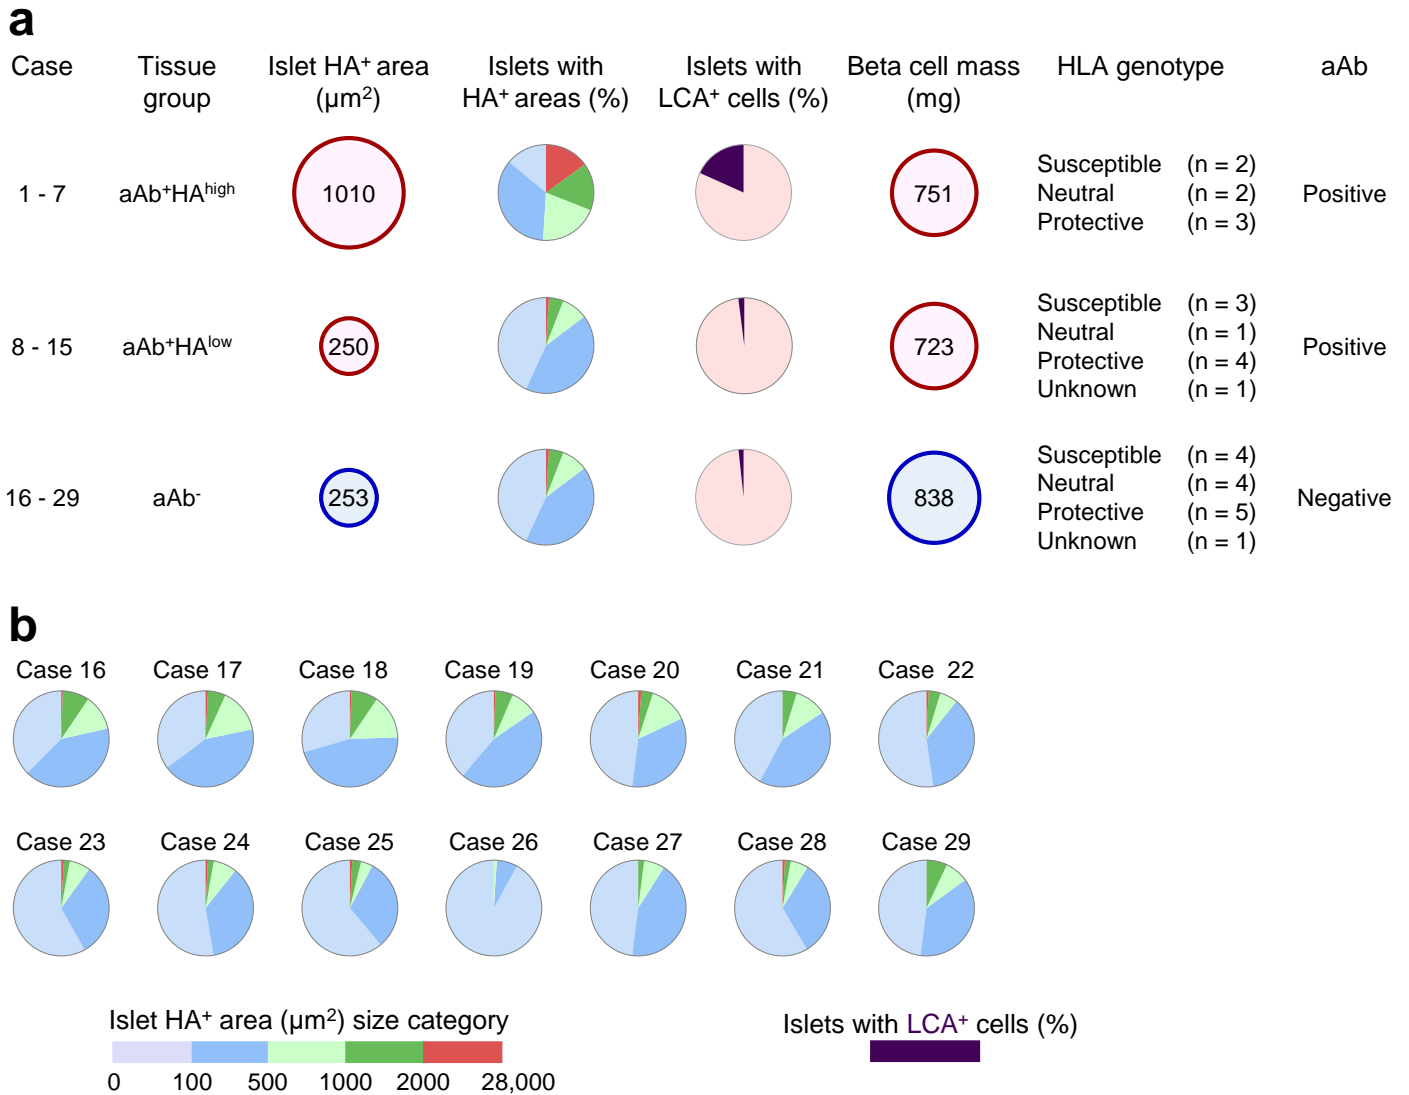 a
Case Tissue group Islet HA⁺ area (µm²) Islets with HA⁺ areas (%) Islets with LCA⁺ cells (%) Beta cell mass (mg) HLA genotype aAb
1 - 7 aAb⁺HA^high 1010 751 Positive
Susceptible (n = 2)
Neutral (n = 2)
Protective (n = 3)
8 - 15 aAb⁺HA^low 250 723 Positive
Susceptible (n = 3)
Neutral (n = 1)
Protective (n = 4)
Unknown (n = 1)
16 - 29 aAb⁻ 253 838 Negative
Susceptible (n = 4)
Neutral (n = 4)
Protective (n = 5)
Unknown (n = 1)
b
Case 16 Case 17 Case 18 Case 19 Case 20 Case 21 Case 22
Case 23 Case 24 Case 25 Case 26 Case 27 Case 28 Case 29
Islet HA⁺ area (µm²) size category
0 100 500 1000 2000 28,000
Islets with LCA⁺ cells (%)